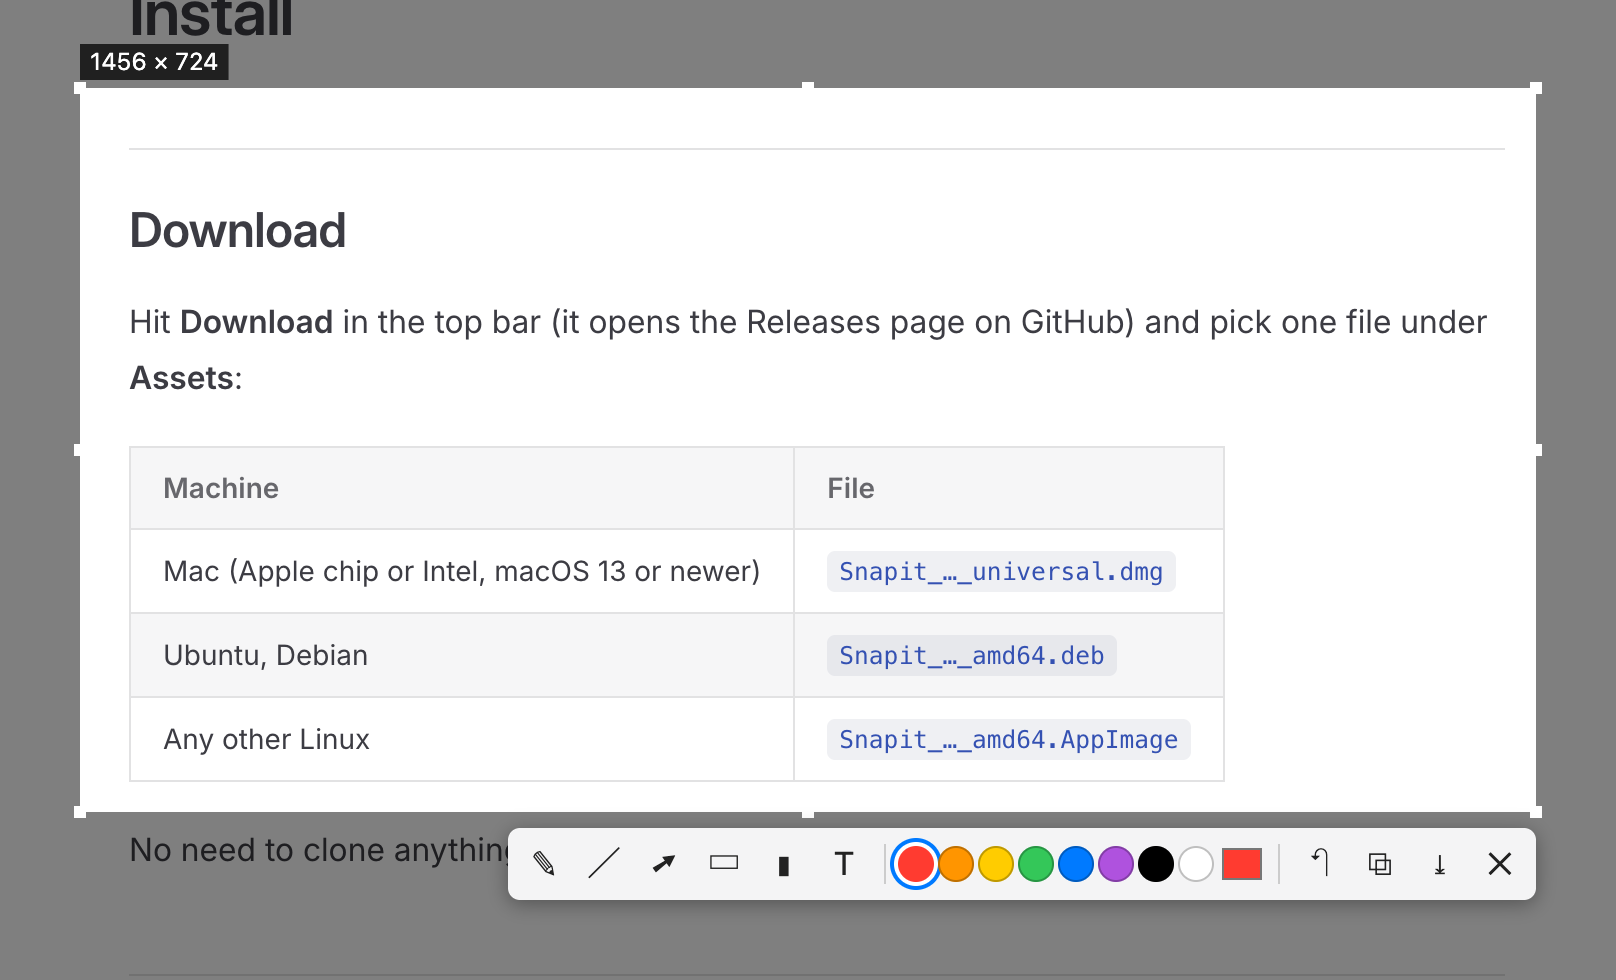 Install
1456 × 724
Download
Hit Download in the top bar (it opens the Releases page on GitHub) and pick one file under
Assets:
Machine File
Mac (Apple chip or Intel, macOS 13 or newer) Snapit_…_universal.dmg
Ubuntu, Debian Snapit_…_amd64.deb
Any other Linux Snapit_…_amd64.AppImage
No need to clone anything
T